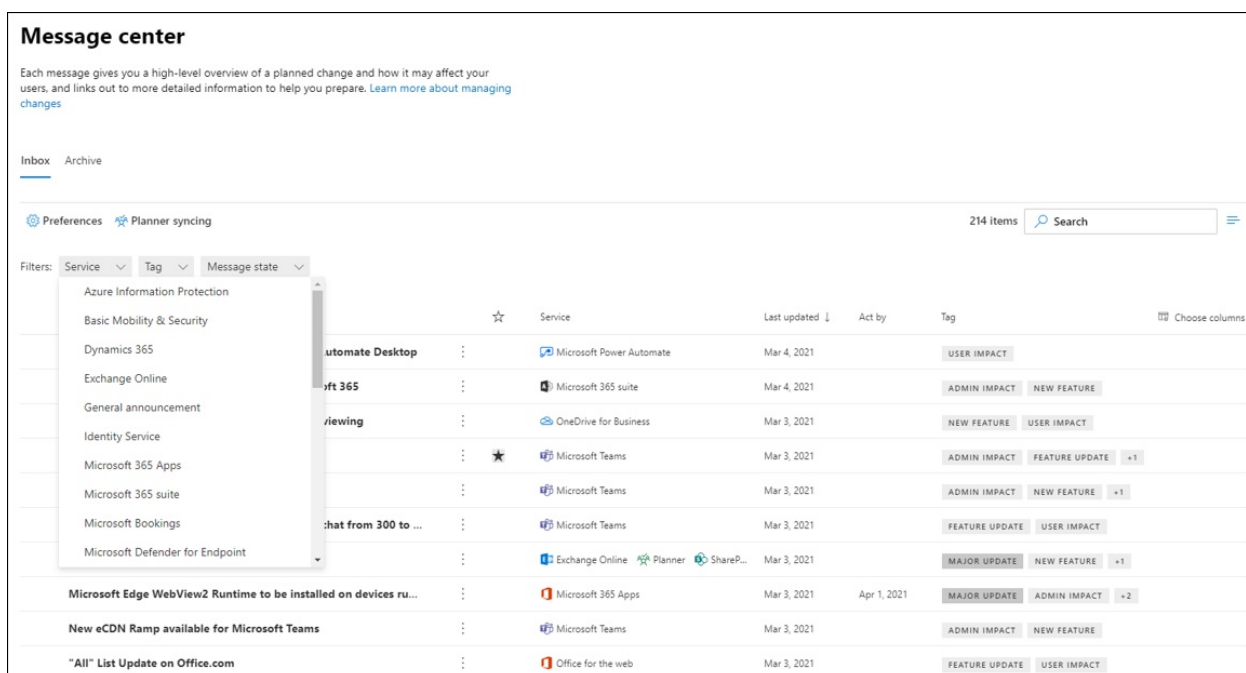 Message center
Each message gives you a high-level overview of a planned change and how it may affect your
users, and links out to more detailed information to help you prepare. Learn more about managing
changes
Inbox Archive
Preferences Planner syncing 214 items Search
Filters: Service Tag Message state
Azure Information Protection
Basic Mobility & Security
Dynamics 365
Exchange Online
General announcement
Identity Service
Microsoft 365 Apps
Microsoft 365 suite
Microsoft Bookings
Microsoft Defender for Endpoint
Service Last updated ↓ Act by Tag Choose columns
utomate Desktop Microsoft Power Automate Mar 4, 2021 USER IMPACT
oft 365 Microsoft 365 suite Mar 4, 2021 ADMIN IMPACT NEW FEATURE
viewing OneDrive for Business Mar 3, 2021 NEW FEATURE USER IMPACT
Microsoft Teams Mar 3, 2021 ADMIN IMPACT FEATURE UPDATE +1
Microsoft Teams Mar 3, 2021 ADMIN IMPACT NEW FEATURE +1
chat from 300 to ... Microsoft Teams Mar 3, 2021 FEATURE UPDATE USER IMPACT
Exchange Online Planner ShareP... Mar 3, 2021 MAJOR UPDATE NEW FEATURE +1
Microsoft Edge WebView2 Runtime to be installed on devices ru... Microsoft 365 Apps Mar 3, 2021 Apr 1, 2021 MAJOR UPDATE ADMIN IMPACT +2
New eCDN Ramp available for Microsoft Teams Microsoft Teams Mar 3, 2021 ADMIN IMPACT NEW FEATURE
"All" List Update on Office.com Office for the web Mar 3, 2021 FEATURE UPDATE USER IMPACT